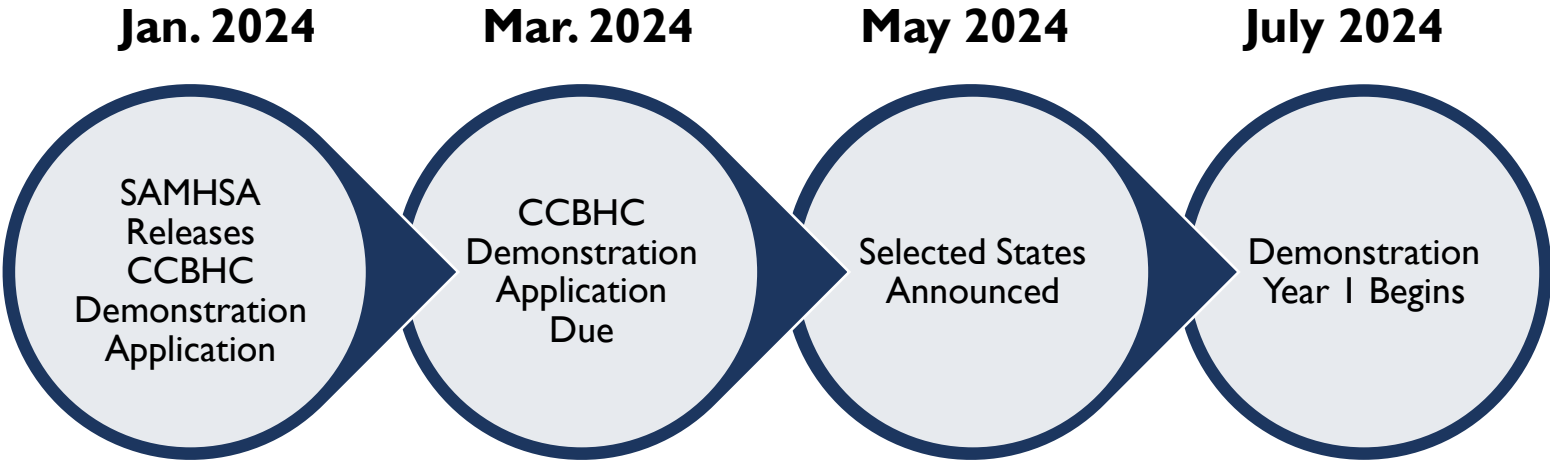 Jan. 2024
Mar. 2024
May 2024
July 2024
SAMHSA
Releases
CCBHC
Demonstration
Application
CCBHC
Demonstration
Application
Due
Selected States
Announced
Demonstration
Year 1 Begins